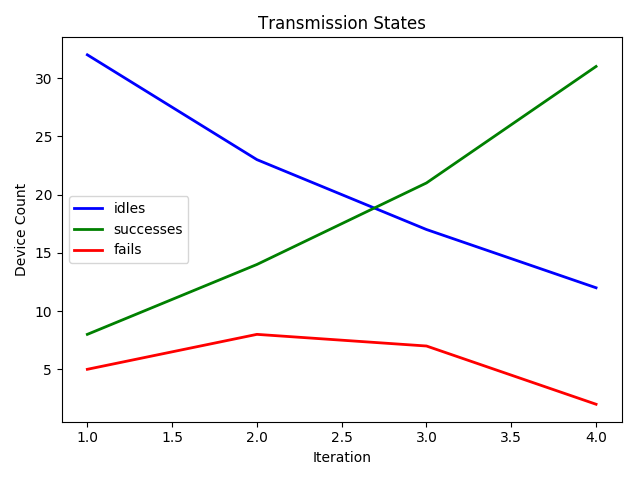 Transmission States
30
25
20
15
10
5
Device Count
idles
successes
fails
1.0 1.5 2.0 2.5 3.0 3.5 4.0
Iteration